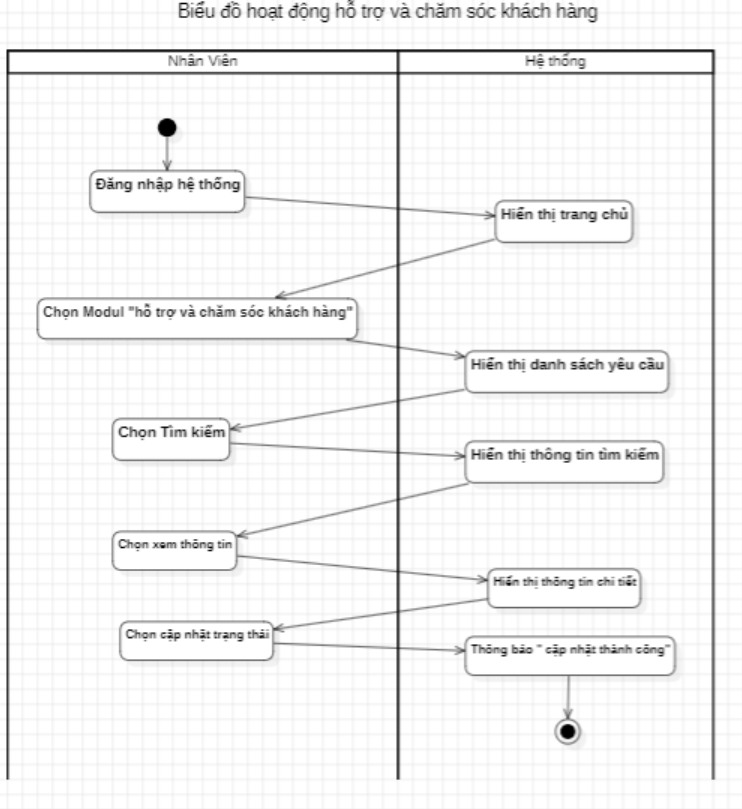 Biểu đồ hoạt động hỗ trợ và chăm sóc khách hàng
Nhân Viên
Hệ thống
Đăng nhập hệ thống
Hiển thị trang chủ
Chọn Modul "hỗ trợ và chăm sóc khách hàng"
Hiển thị danh sách yêu cầu
Chọn Tìm kiếm
Hiển thị thông tin tìm kiếm
Chọn xem thông tin
Hiển thị thông tin chi tiết
Chọn cập nhật trạng thái
Thông báo " cập nhật thành công"